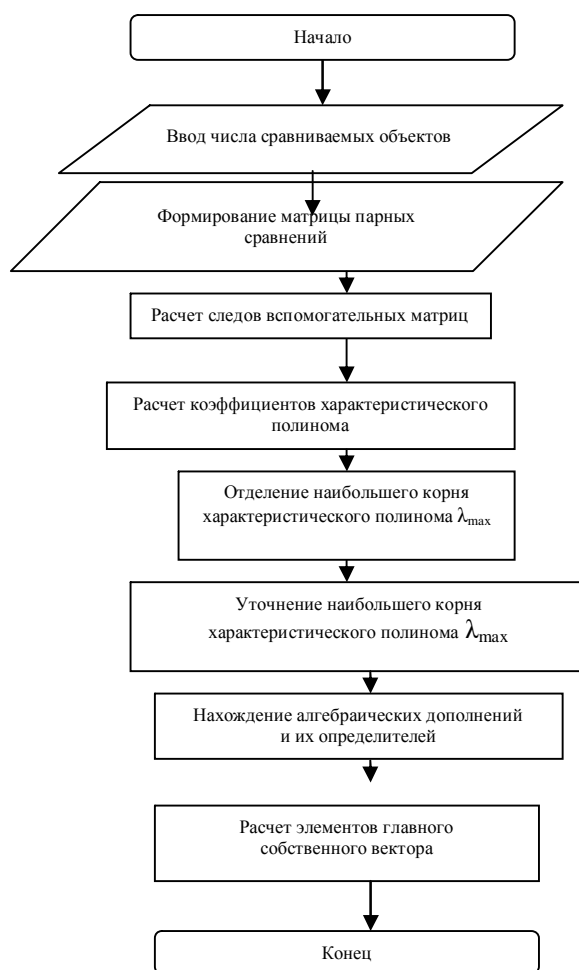 Начало
Ввод числа сравниваемых объектов
Формирование матрицы парных
сравнений
Расчет следов вспомогательных матриц
Расчет коэффициентов характеристического
полинома
Отделение наибольшего корня
характеристического полинома λmax
Уточнение наибольшего корня
характеристического полинома λmax
Нахождение алгебраических дополнений
и их определителей
Расчет элементов главного
собственного вектора
Конец